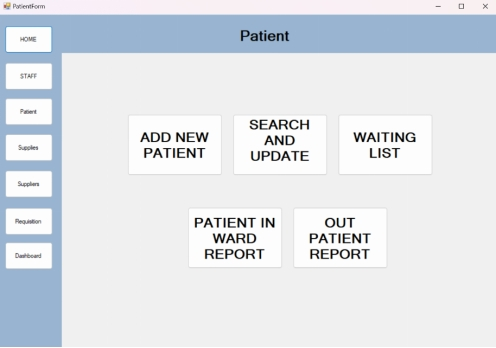 PatientForm
HOME
Patient
STAFF
Patient
Supplies
Suppliers
Requisition
Dashboard
ADD NEW
PATIENT
SEARCH
AND
UPDATE
WAITING
LIST
PATIENT IN
WARD
REPORT
OUT
PATIENT
REPORT